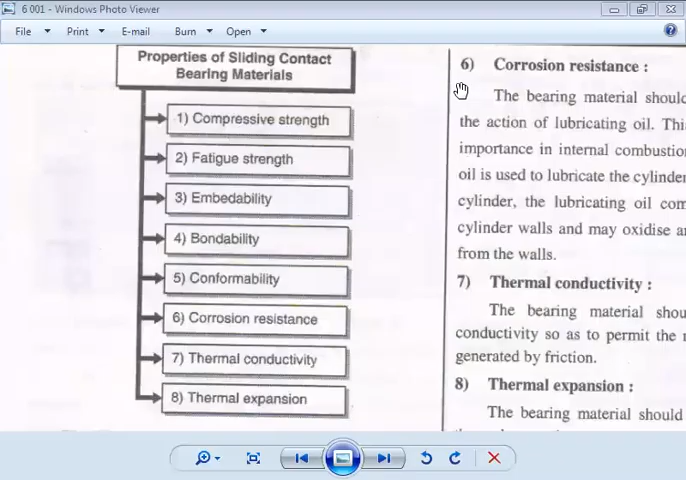 6 001 - Windows Photo Viewer
File Print E-mail Burn Open
Properties of Sliding Contact
Bearing Materials
1) Compressive strength
2) Fatigue strength
3) Embedability
4) Bondability
5) Conformability
6) Corrosion resistance
7) Thermal conductivity
8) Thermal expansion
6) Corrosion resistance :
The bearing material should
the action of lubricating oil. This
importance in internal combustion
oil is used to lubricate the cylinder
cylinder, the lubricating oil com
cylinder walls and may oxidise
from the walls.
7) Thermal conductivity :
The bearing material shou
conductivity so as to permit the
generated by friction.
8) Thermal expansion :
The bearing material should